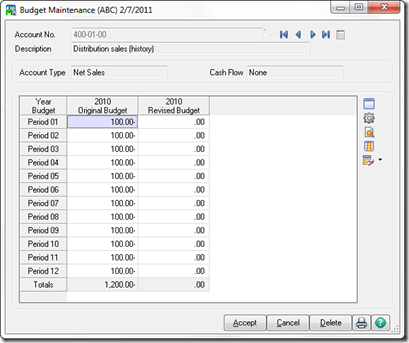 Budget Maintenance (ABC) 2/7/2011
Account No. 400-01-00
Description Distribution sales (history)
Account Type Net Sales Cash Flow None
Year Budget 2010 Original Budget 2010 Revised Budget
Period 01 100.00- .00
Period 02 100.00- .00
Period 03 100.00- .00
Period 04 100.00- .00
Period 05 100.00- .00
Period 06 100.00- .00
Period 07 100.00- .00
Period 08 100.00- .00
Period 09 100.00- .00
Period 10 100.00- .00
Period 11 100.00- .00
Period 12 100.00- .00
Totals 1,200.00- .00
Accept Cancel Delete